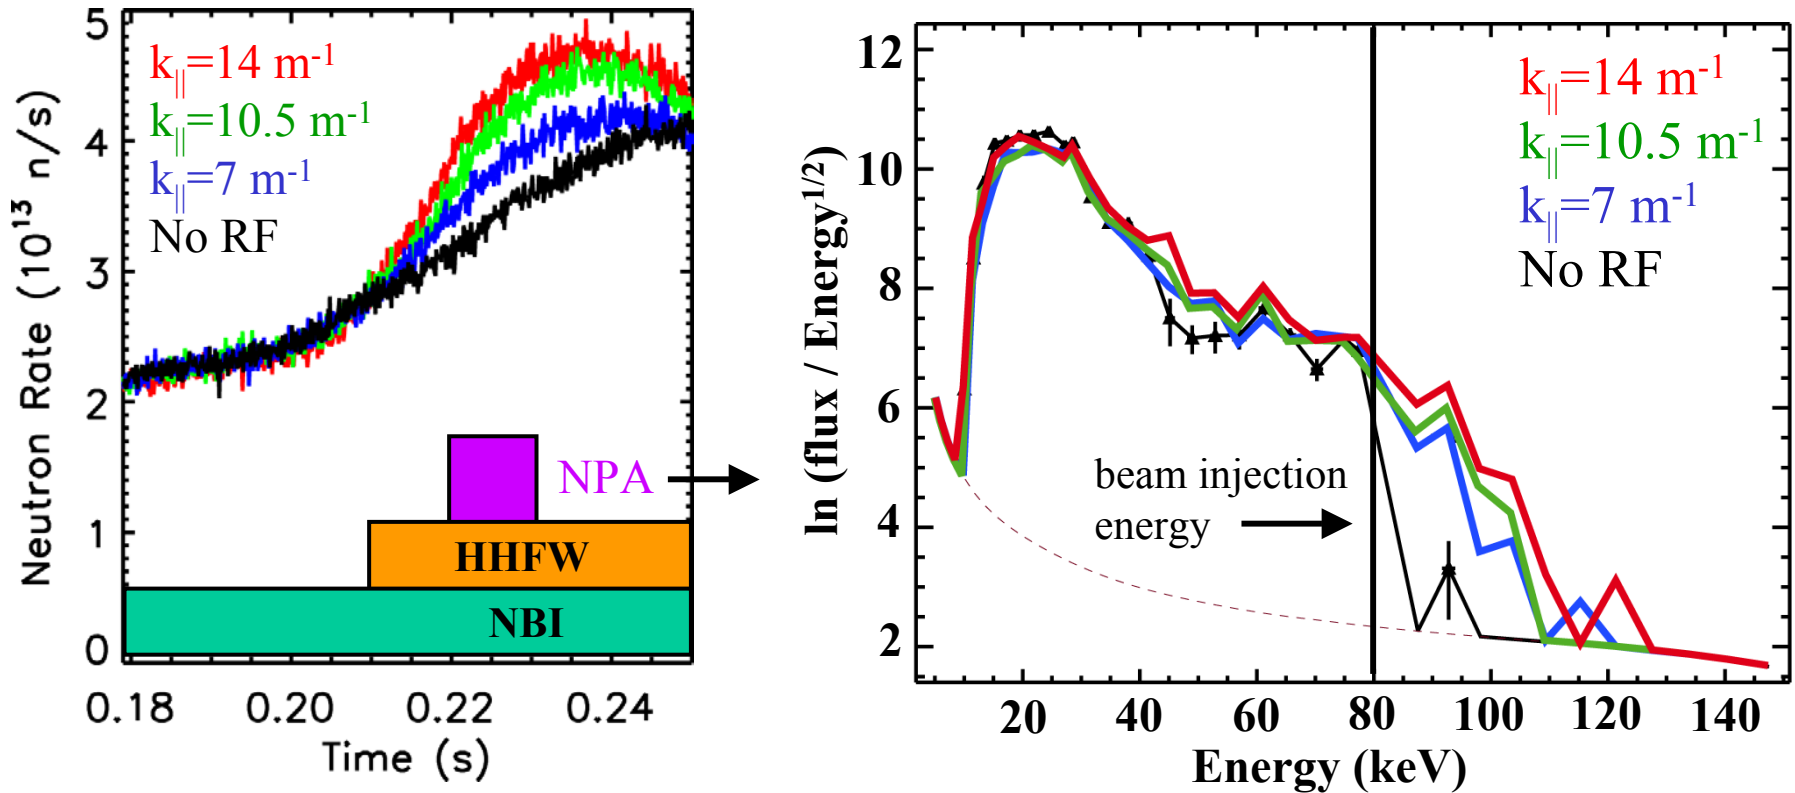 k||=14 m-1
k||=10.5 m-1
k||=7 m-1
No RF
5
4
3
2
1
0
Neutron Rate (1013 n/s)
NPA
HHFW
NBI
0.18 0.20 0.22 0.24
Time (s)
12
10
8
6
4
2
ln (flux / Energy1/2)
k||=14 m-1
k||=10.5 m-1
k||=7 m-1
No RF
beam injection
energy
20 40 60 80 100 120 140
Energy (keV)